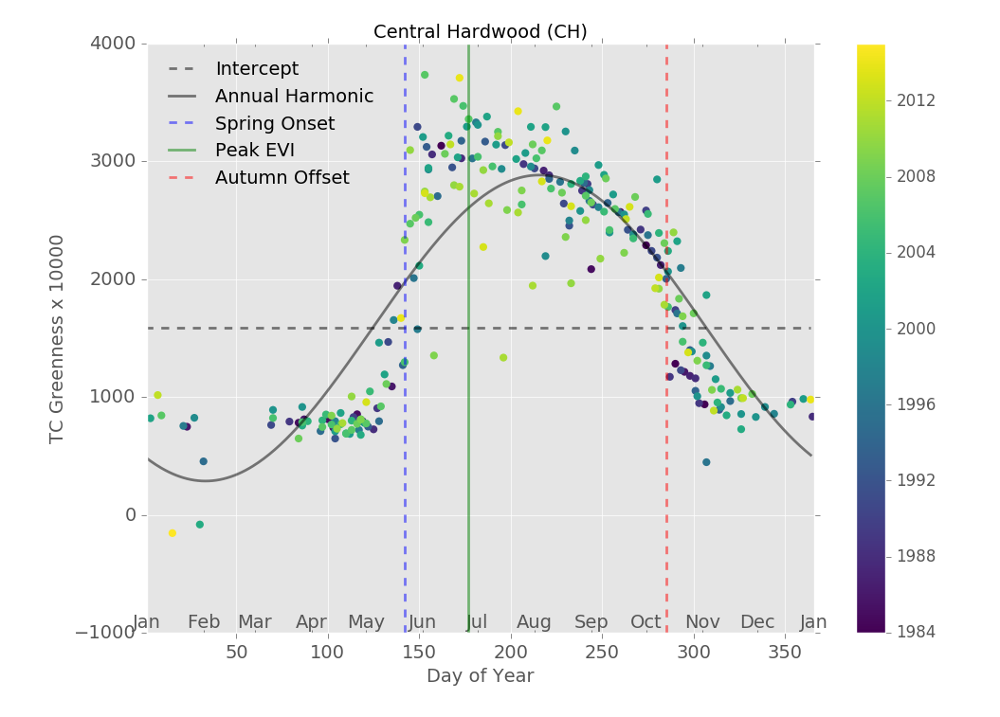 Central Hardwood (CH)
4000
3000
2000
1000
0
−1000
TC Greenness x 10000
Intercept
Annual Harmonic
Spring Onset
Peak EVI
Autumn Offset
Jan Feb Mar Apr May Jun Jul Aug Sep Oct Nov Dec Jan
50 100 150 200 250 300 350
Day of Year
2012
2008
2004
2000
1996
1992
1988
1984